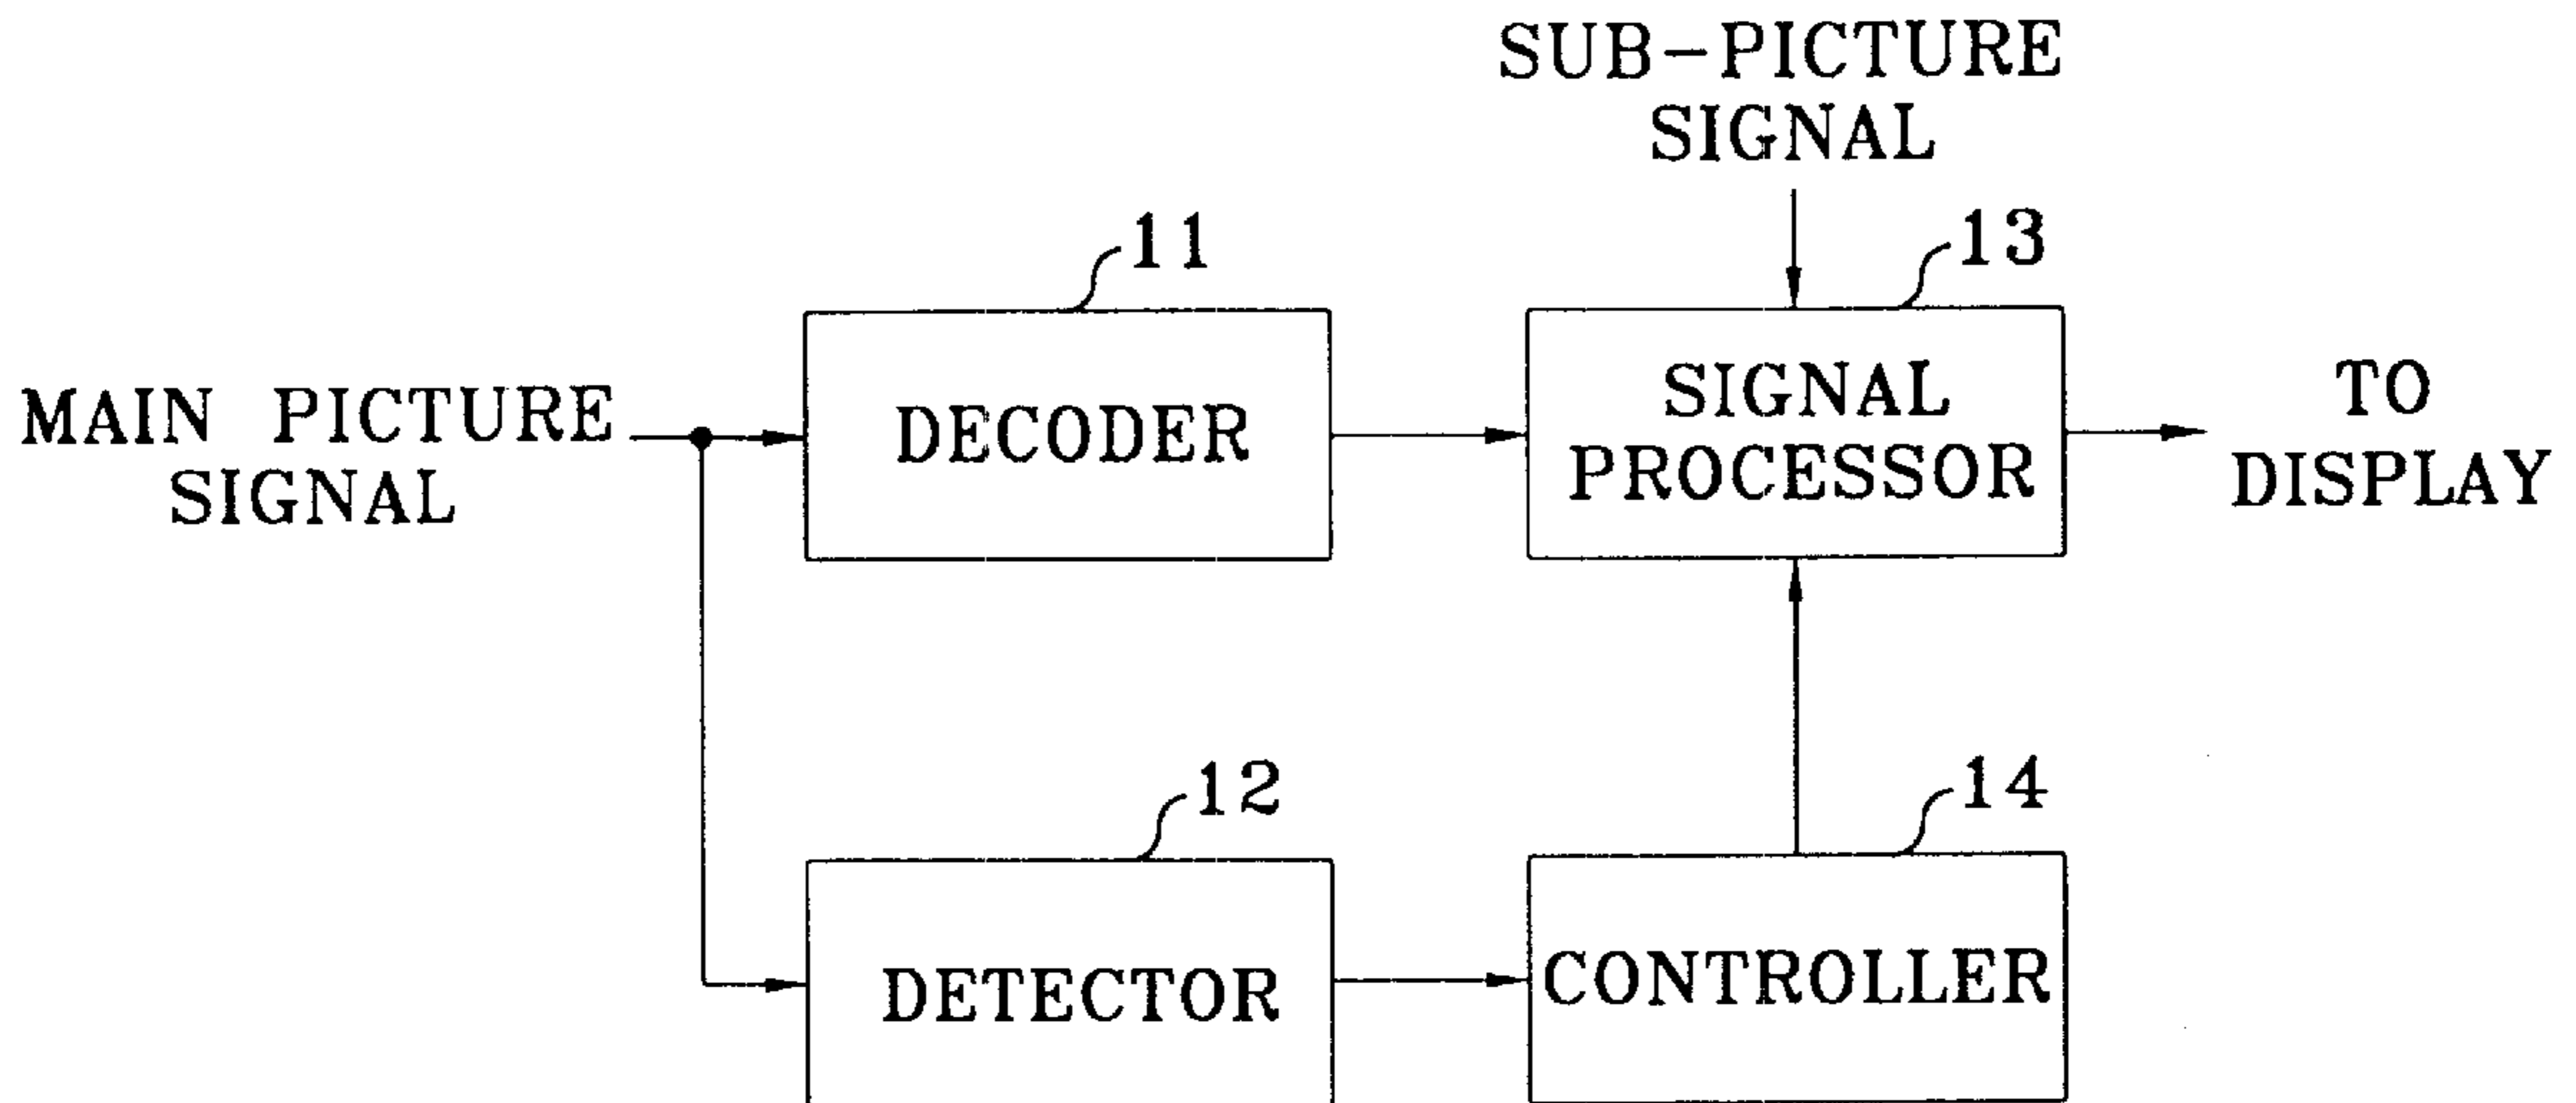 SUB-PICTURE
SIGNAL
11
13
MAIN PICTURE
SIGNAL
DECODER
SIGNAL
PROCESSOR
TO
DISPLAY
12
14
DETECTOR
CONTROLLER